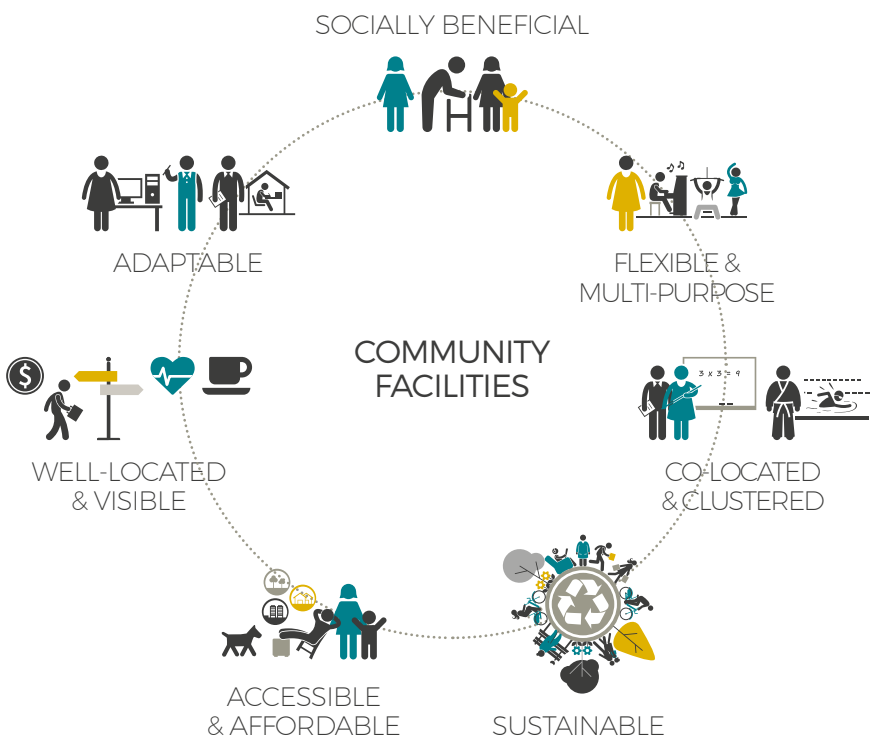 SOCIALLY BENEFICIAL
ADAPTABLE
FLEXIBLE &
MULTI-PURPOSE
COMMUNITY
FACILITIES
$
3 x 3 = 9
WELL-LOCATED
& VISIBLE
CO-LOCATED
& CLUSTERED
ACCESSIBLE
& AFFORDABLE
SUSTAINABLE